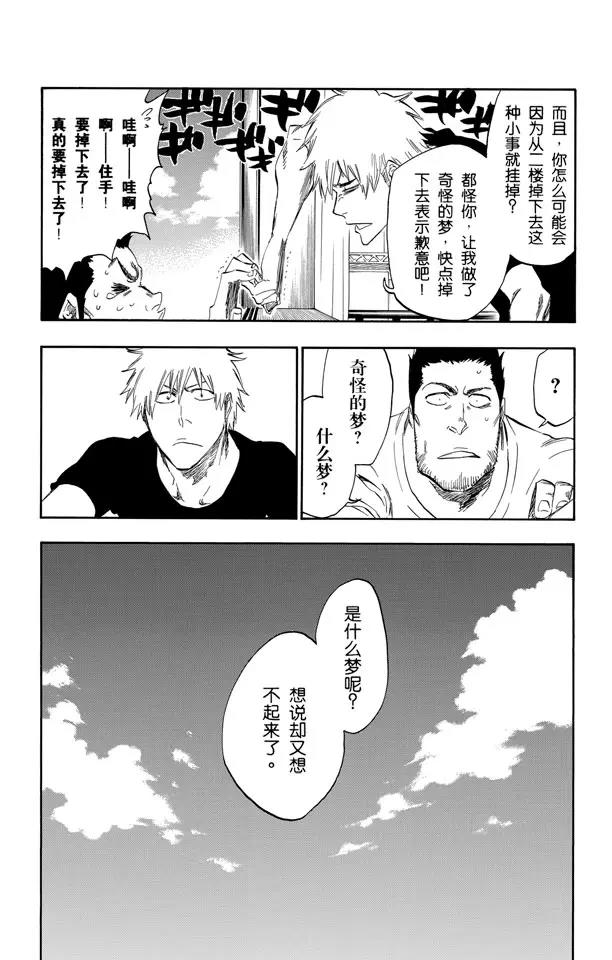 而且，你怎么可能会
因为从二楼掉下去这
种小事就挂掉？
都怪你，让我做了
奇怪的梦，快点掉
下去表示歉意吧！
哇啊——哇啊
啊——住手！
要掉下去了！
真的要掉下去了！
？
奇怪的梦？
什么梦？
是什么梦呢？
想说却又想
不起来了。